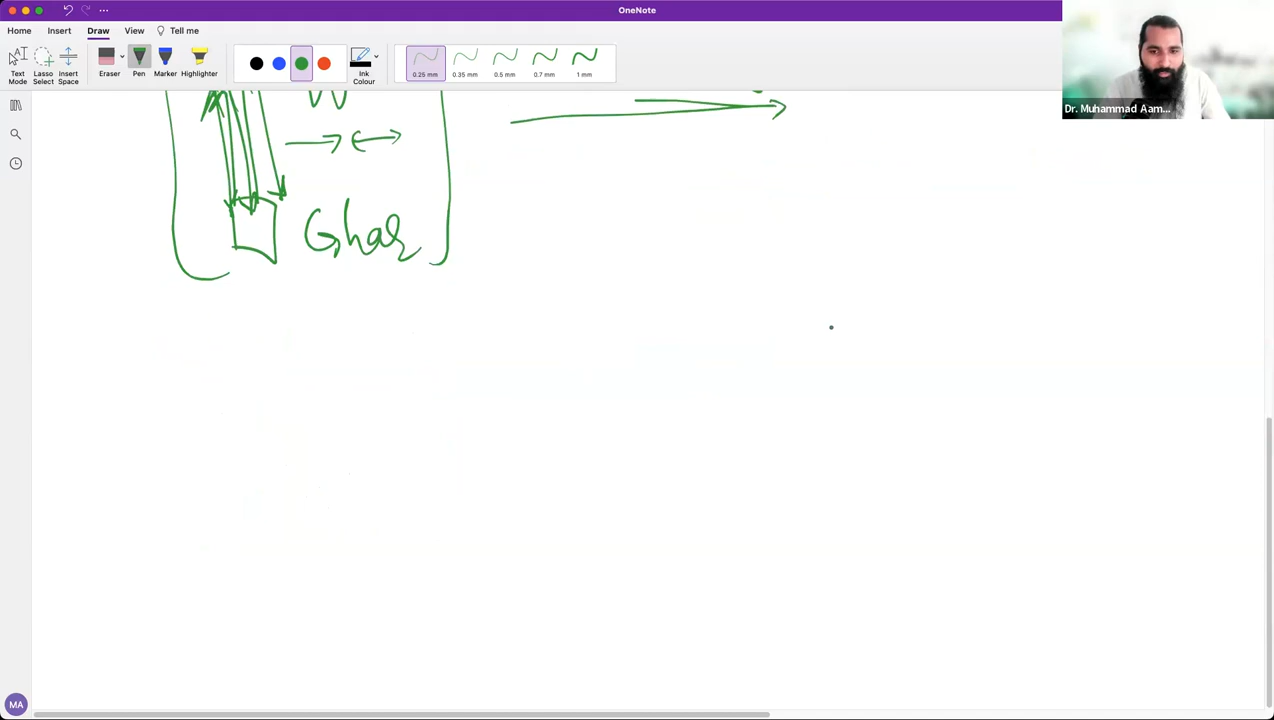 OneNote
Home Insert Draw View Tell me
Text Mode
Lasso Select
Insert Space
Eraser
Pen
Marker
Highlighter
Ink Colour
0.25 mm
0.35 mm
0.5 mm
0.7 mm
1 mm
Dr. Muhammad Aam...
Ghar
MA